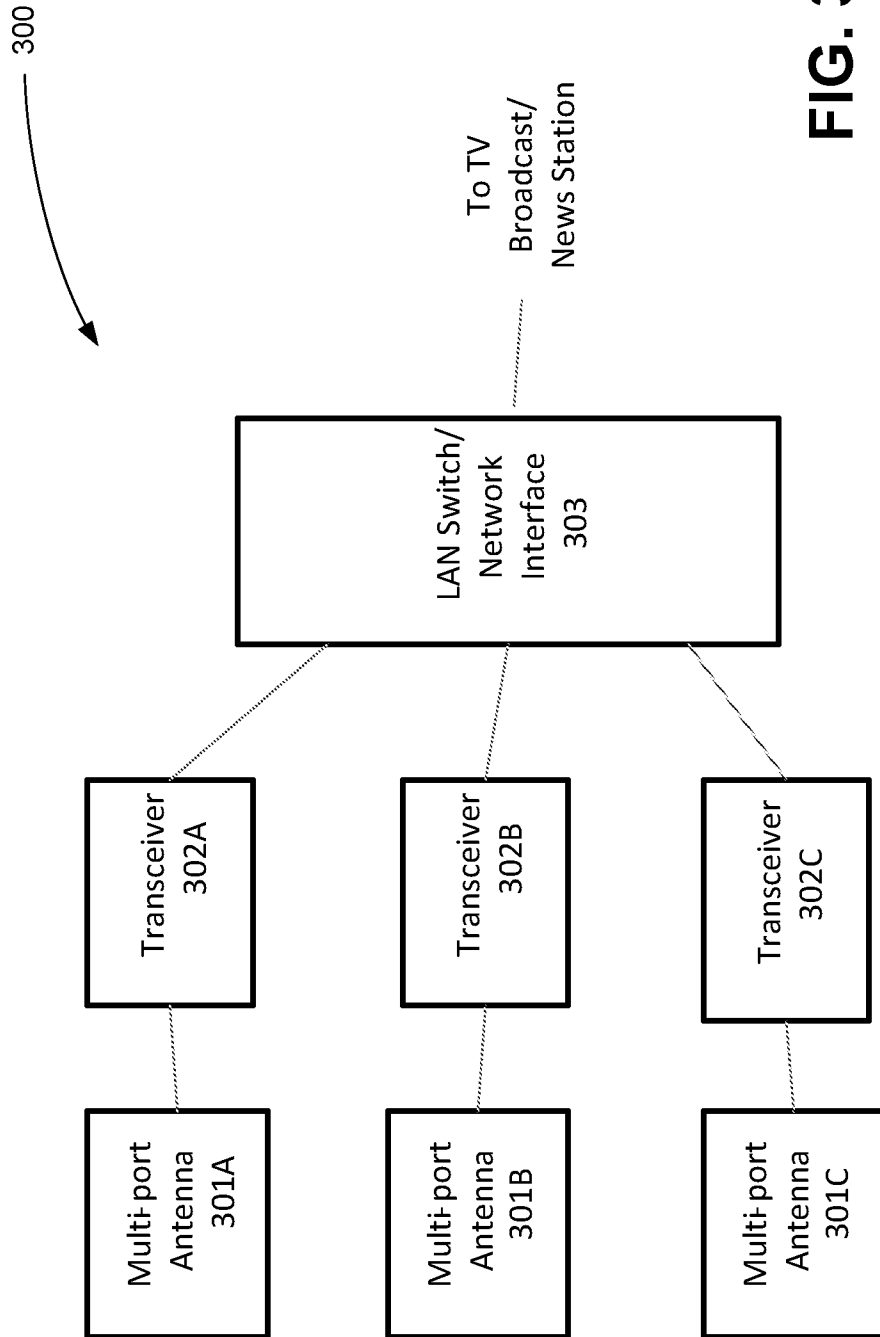 300
Multi-port
Antenna
301A
Transceiver
302A
Multi-port
Antenna
301B
Transceiver
302B
Multi-port
Antenna
301C
Transceiver
302C
LAN Switch/
Network
Interface
303
To TV
Broadcast/
News Station
FIG. 3